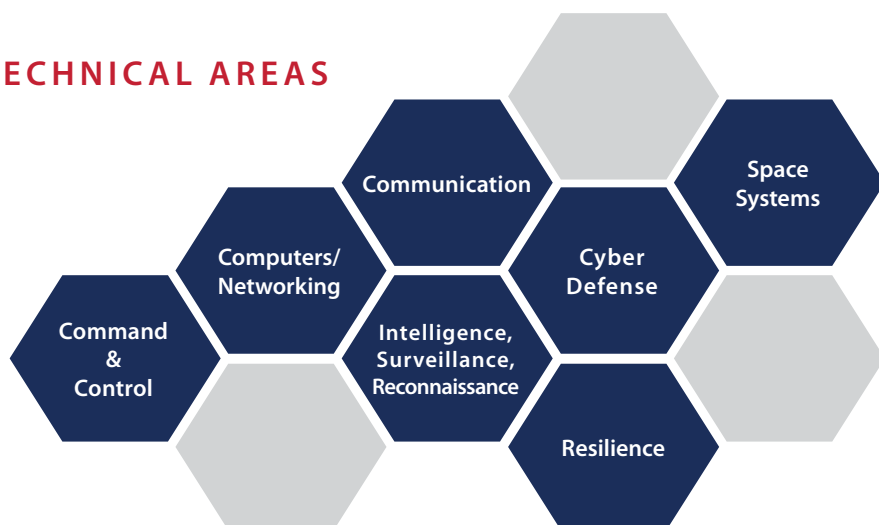 ECHNICAL AREAS
Communication
Space
Systems
Computers/
Networking
Cyber
Defense
Command
&
Control
Intelligence,
Surveillance,
Reconnaissance
Resilience